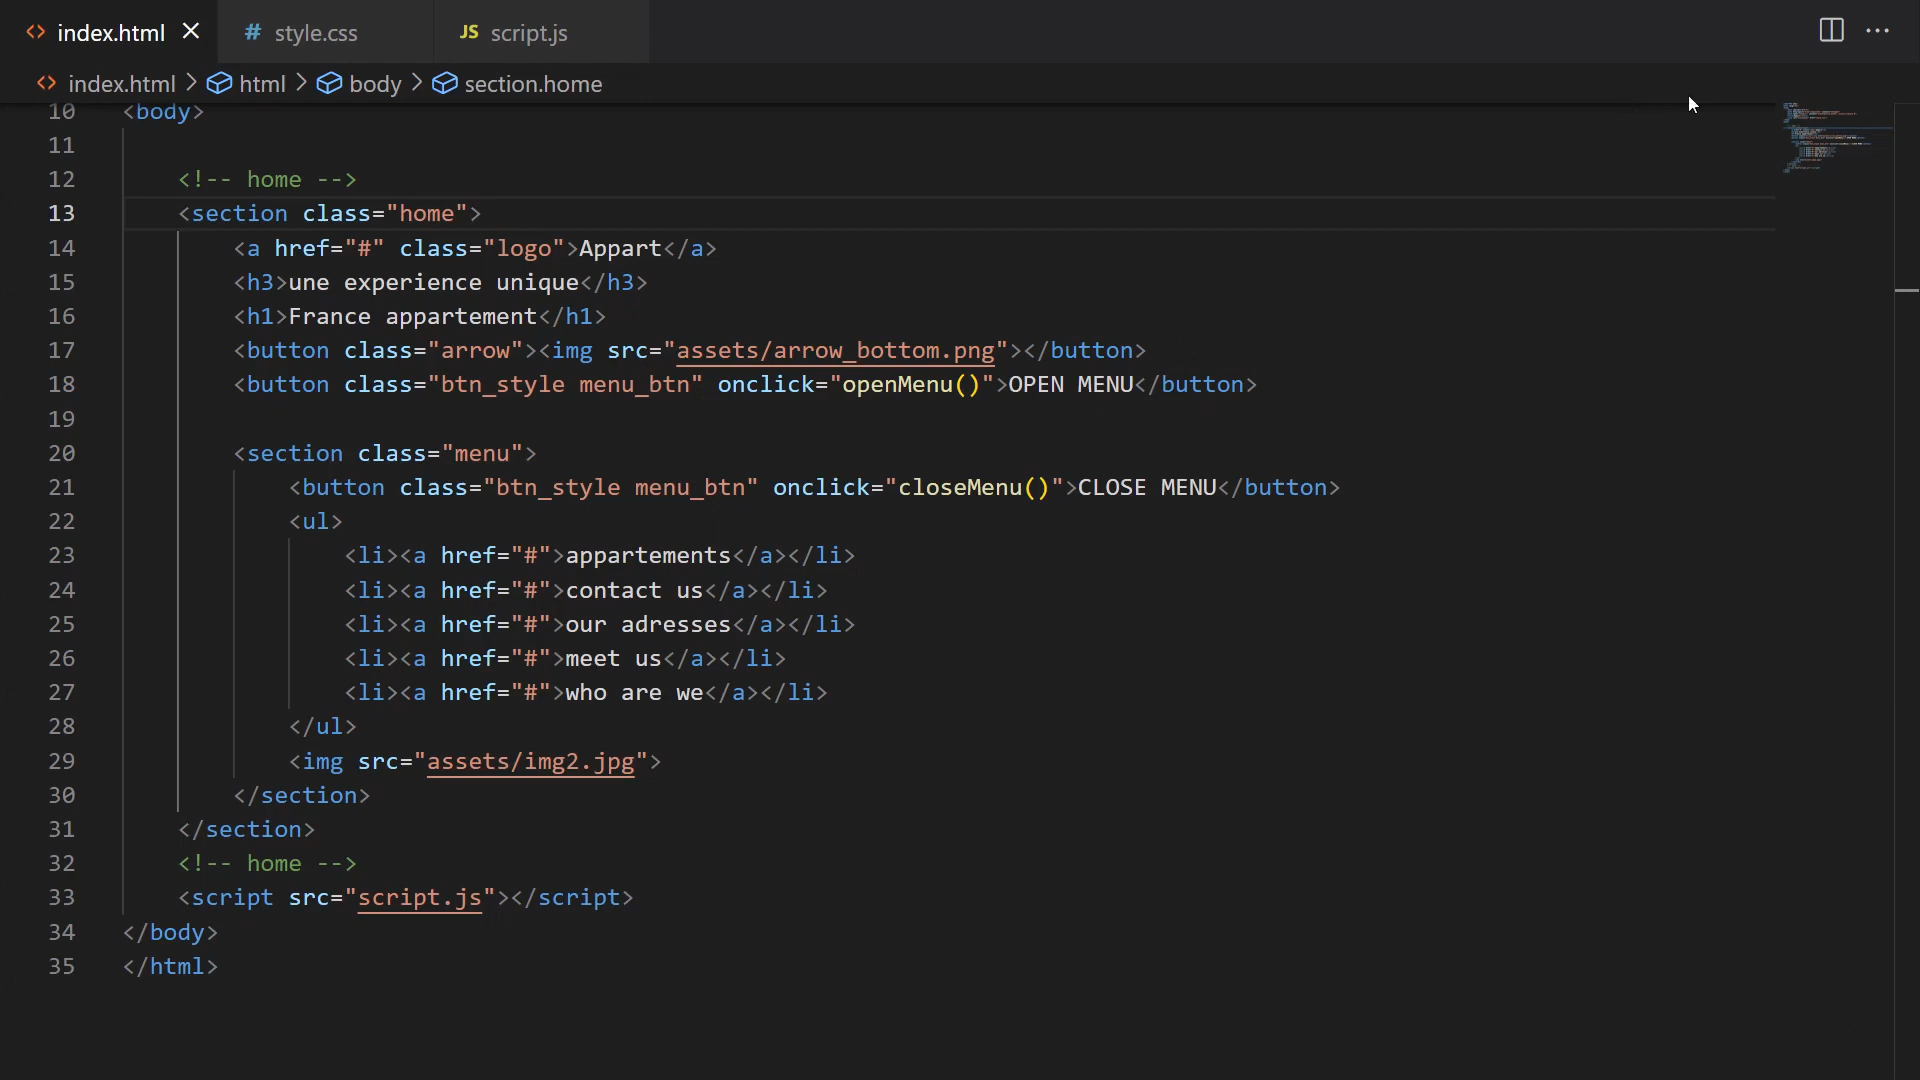 index.html
style.css
JS script.js
index.html > html > body > section.home
10 <body>
11
12 <!-- home -->
13 <section class="home">
14 <a href="#" class="logo">Appart</a>
15 <h3>une experience unique</h3>
16 <h1>France appartement</h1>
17 <button class="arrow"><img src="assets/arrow_bottom.png"></button>
18 <button class="btn_style menu_btn" onclick="openMenu()">OPEN MENU</button>
19
20 <section class="menu">
21 <button class="btn_style menu_btn" onclick="closeMenu()">CLOSE MENU</button>
22 <ul>
23 <li><a href="#">appartements</a></li>
24 <li><a href="#">contact us</a></li>
25 <li><a href="#">our adresses</a></li>
26 <li><a href="#">meet us</a></li>
27 <li><a href="#">who are we</a></li>
28 </ul>
29 <img src="assets/img2.jpg">
30 </section>
31 </section>
32 <!-- home -->
33 <script src="script.js"></script>
34 </body>
35 </html>